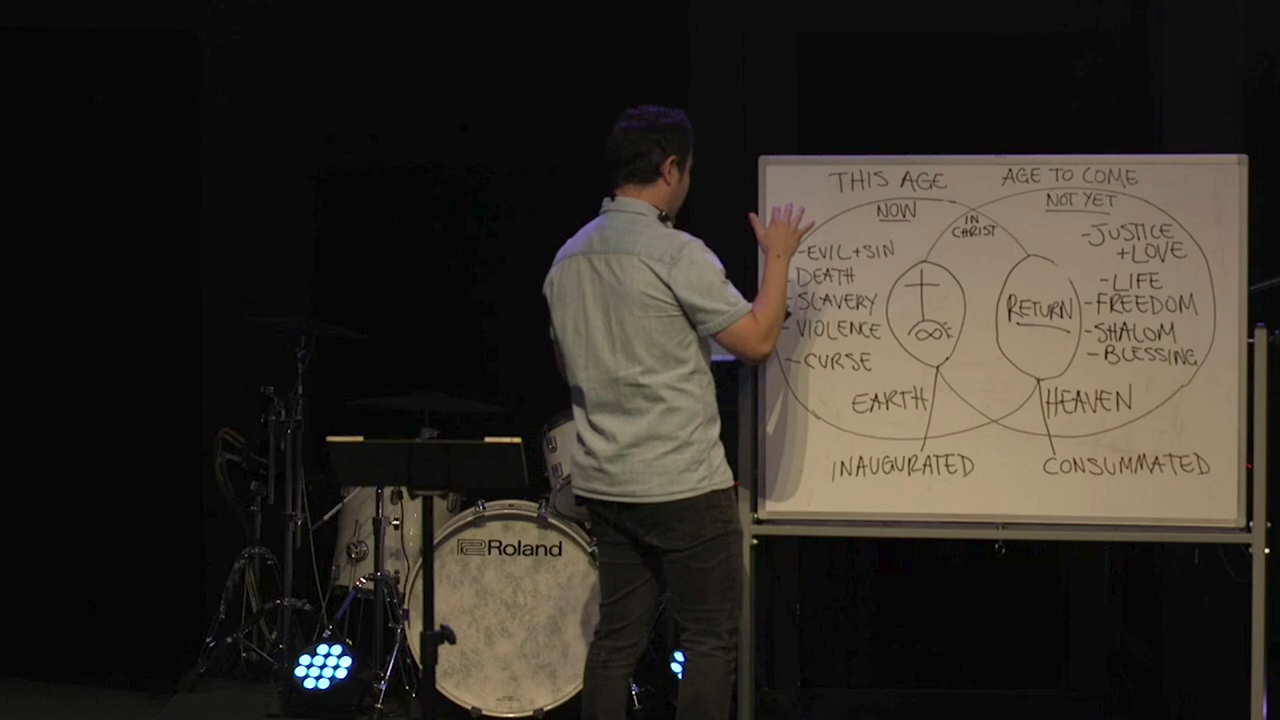 THIS AGE
AGE TO COME
NOW
IN
CHRIST
NOT YET
-EVIL+SIN
-DEATH
-SLAVERY
-VIOLENCE
-CURSE
RETURN
-JUSTICE
+LOVE
-LIFE
-FREEDOM
-SHALOM
-BLESSING
EARTH
HEAVEN
INAUGURATED
CONSUMMATED
Roland